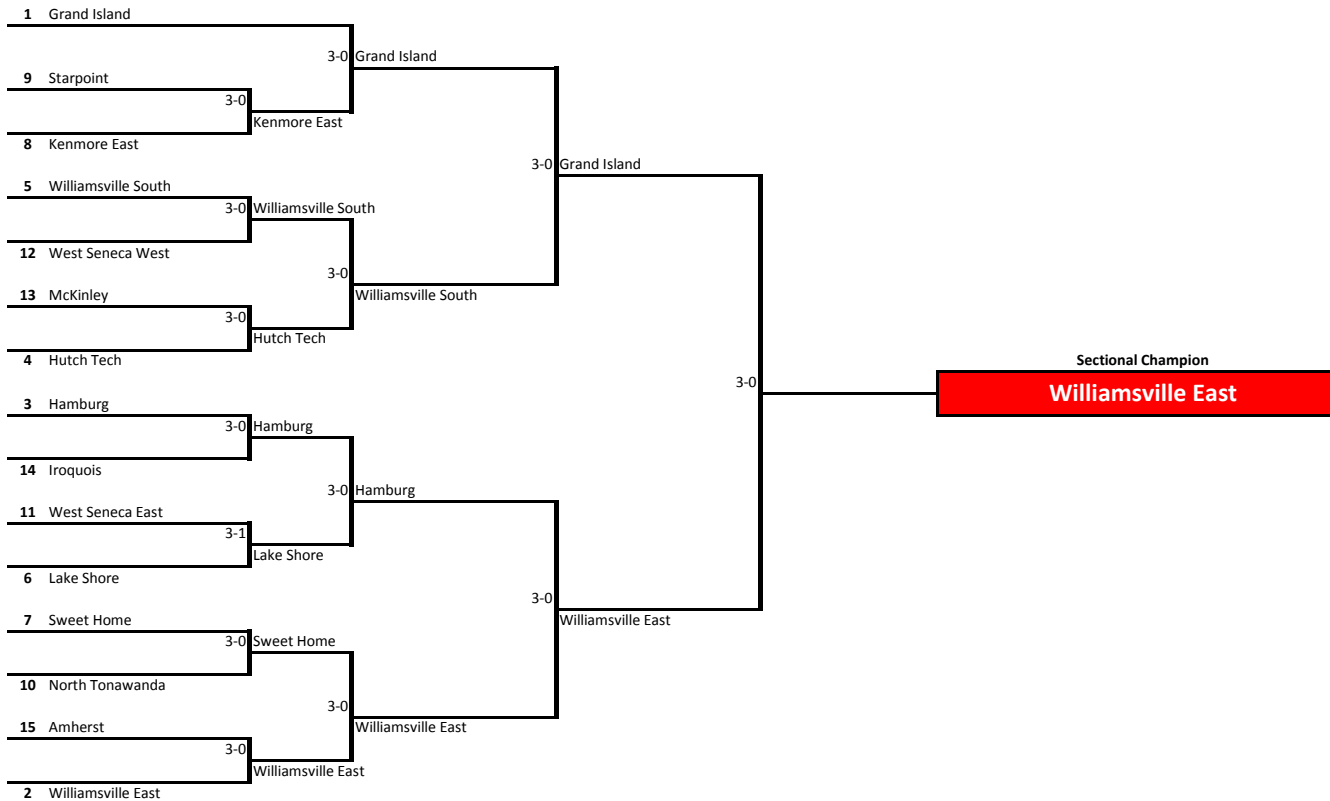 1 Grand Island
3-0 Grand Island
9 Starpoint
3-0
Kenmore East
8 Kenmore East
3-0 Grand Island
5 Williamsville South
3-0 Williamsville South
12 West Seneca West
3-0
13 McKinley
Williamsville South
3-0
Hutch Tech
4 Hutch Tech
Sectional Champion
3-0
Williamsville East
3 Hamburg
3-0 Hamburg
14 Iroquois
3-0 Hamburg
11 West Seneca East
3-1
Lake Shore
6 Lake Shore
3-0
7 Sweet Home
Williamsville East
3-0 Sweet Home
10 North Tonawanda
3-0
15 Amherst
Williamsville East
3-0
Williamsville East
2 Williamsville East